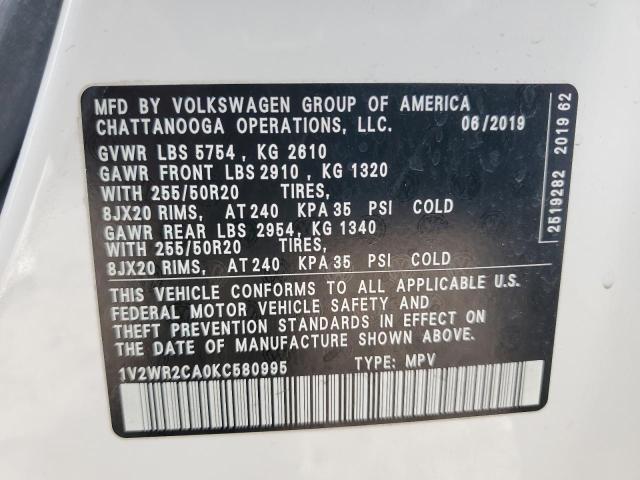 MFD BY VOLKSWAGEN GROUP OF AMERICA
CHATTANOOGA OPERATIONS, LLC. 06/2019
GVWR LBS 5754 , KG 2610
GAWR FRONT LBS 2910 , KG 1320
WITH 255/50R20 TIRES,
8JX20 RIMS, AT 240 KPA 35 PSI COLD
GAWR REAR LBS 2954, KG 1340
WITH 255/50R20 TIRES,
8JX20 RIMS, AT 240 KPA 35 PSI COLD
THIS VEHICLE CONFORMS TO ALL APPLICABLE U.S.
FEDERAL MOTOR VEHICLE SAFETY AND
THEFT PREVENTION STANDARDS IN EFFECT ON
THE DATE OF MANUFACTURE SHOWN ABOVE.
1V2WR2CA0KC580995 TYPE: MPV
2519282 2019 62